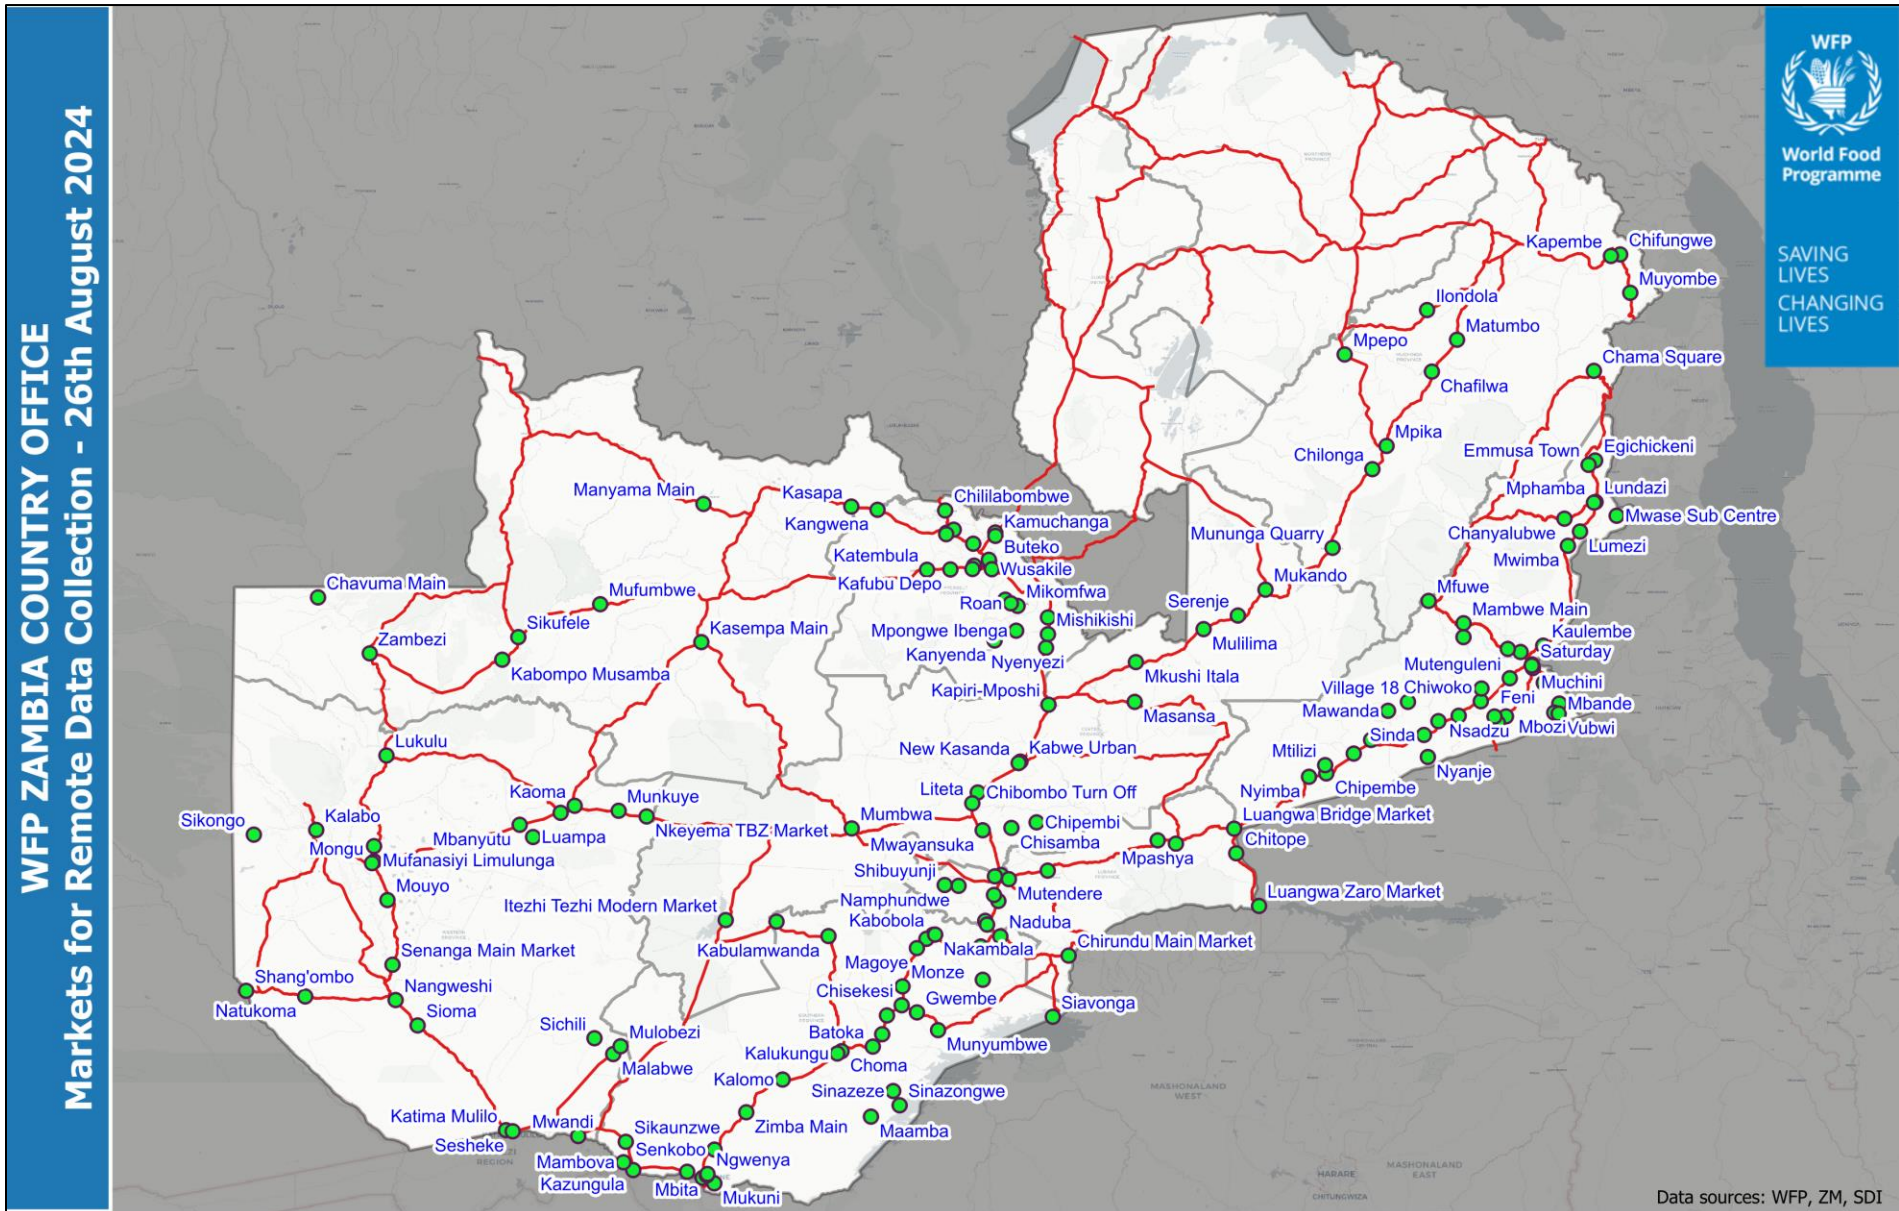 WFP ZAMBIA COUNTRY OFFICE
Markets for Remote Data Collection - 26th August 2024
WFP
World Food
Programme
SAVING
LIVES
CHANGING
LIVES
Kapembe
Chifungwe
Muyombe
Ilondola
Matumbo
Mpepo
Chama Square
Chafilwa
Mpika
Chilonga
Emmusa Town
Egichickeni
Manyama Main
Kasapa
Chililabombwe
Mphamba
Lundazi
Kangwena
Kamuchanga
Mwase Sub Centre
Mununga Quarry
Chanyalubwe
Lumezi
Buteko
Katembula
Mwimba
Kafubu Depo
Wusakile
Chavuma Main
Mukando
Mfuwe
Mufumbwe
Mikomfwa
Roan
Serenje
Mambwe Main
Sikufele
Kasempa Main
Mishikishi
Mpongwe Ibenga
Kaulembe
Zambezi
Mulilima
Saturday
Kanyenda
Nyenyezi
Mutenguleni
Kabompo Musamba
Mkushi Itala
Muchini
Kapiri-Mposhi
Village 18
Chiwoko
Feni
Mbande
Masansa
Mawanda
Mbozi
Vubwi
Nsadzu
Sinda
Lukulu
New Kasanda
Kabwe Urban
Mtilizi
Nyanje
Chipembe
Nyimba
Kaoma
Munkuye
Liteta
Chibombo Turn Off
Sikongo
Kalabo
Luangwa Bridge Market
Mumbwa
Chipembi
Nkeyema TBZ Market
Mbanyutu
Luampa
Mongu
Mwayansuka
Chisamba
Chitope
Mufanasiyi Limulunga
Mpashya
Shibuyunji
Mouyo
Mutendere
Luangwa Zaro Market
Namphundwe
Itezhi Tezhi Modern Market
Kabobola
Naduba
Senanga Main Market
Kabulamwanda
Nakambala
Chirundu Main Market
Magoye
Monze
Shang'ombo
Nangweshi
Chisekesi
Gwembe
Siavonga
Natukoma
Sioma
Sichili
Mulobezi
Batoka
Munyumbwe
Kalukungu
Choma
Malabwe
Kalomo
Sinazeze
Sinazongwe
MASHONALAND
WEST
Katima Mulilo
Mwandi
Sikaunzwe
Zimba Main
Maamba
Sesheke
Senkobo
Ngwenya
Mambova
REGION
Kazungula
Mbita
Mukuni
HARARE
CHITUNGWIZA
MASHONALAND
EAST
Data sources: WFP, ZM, SDI